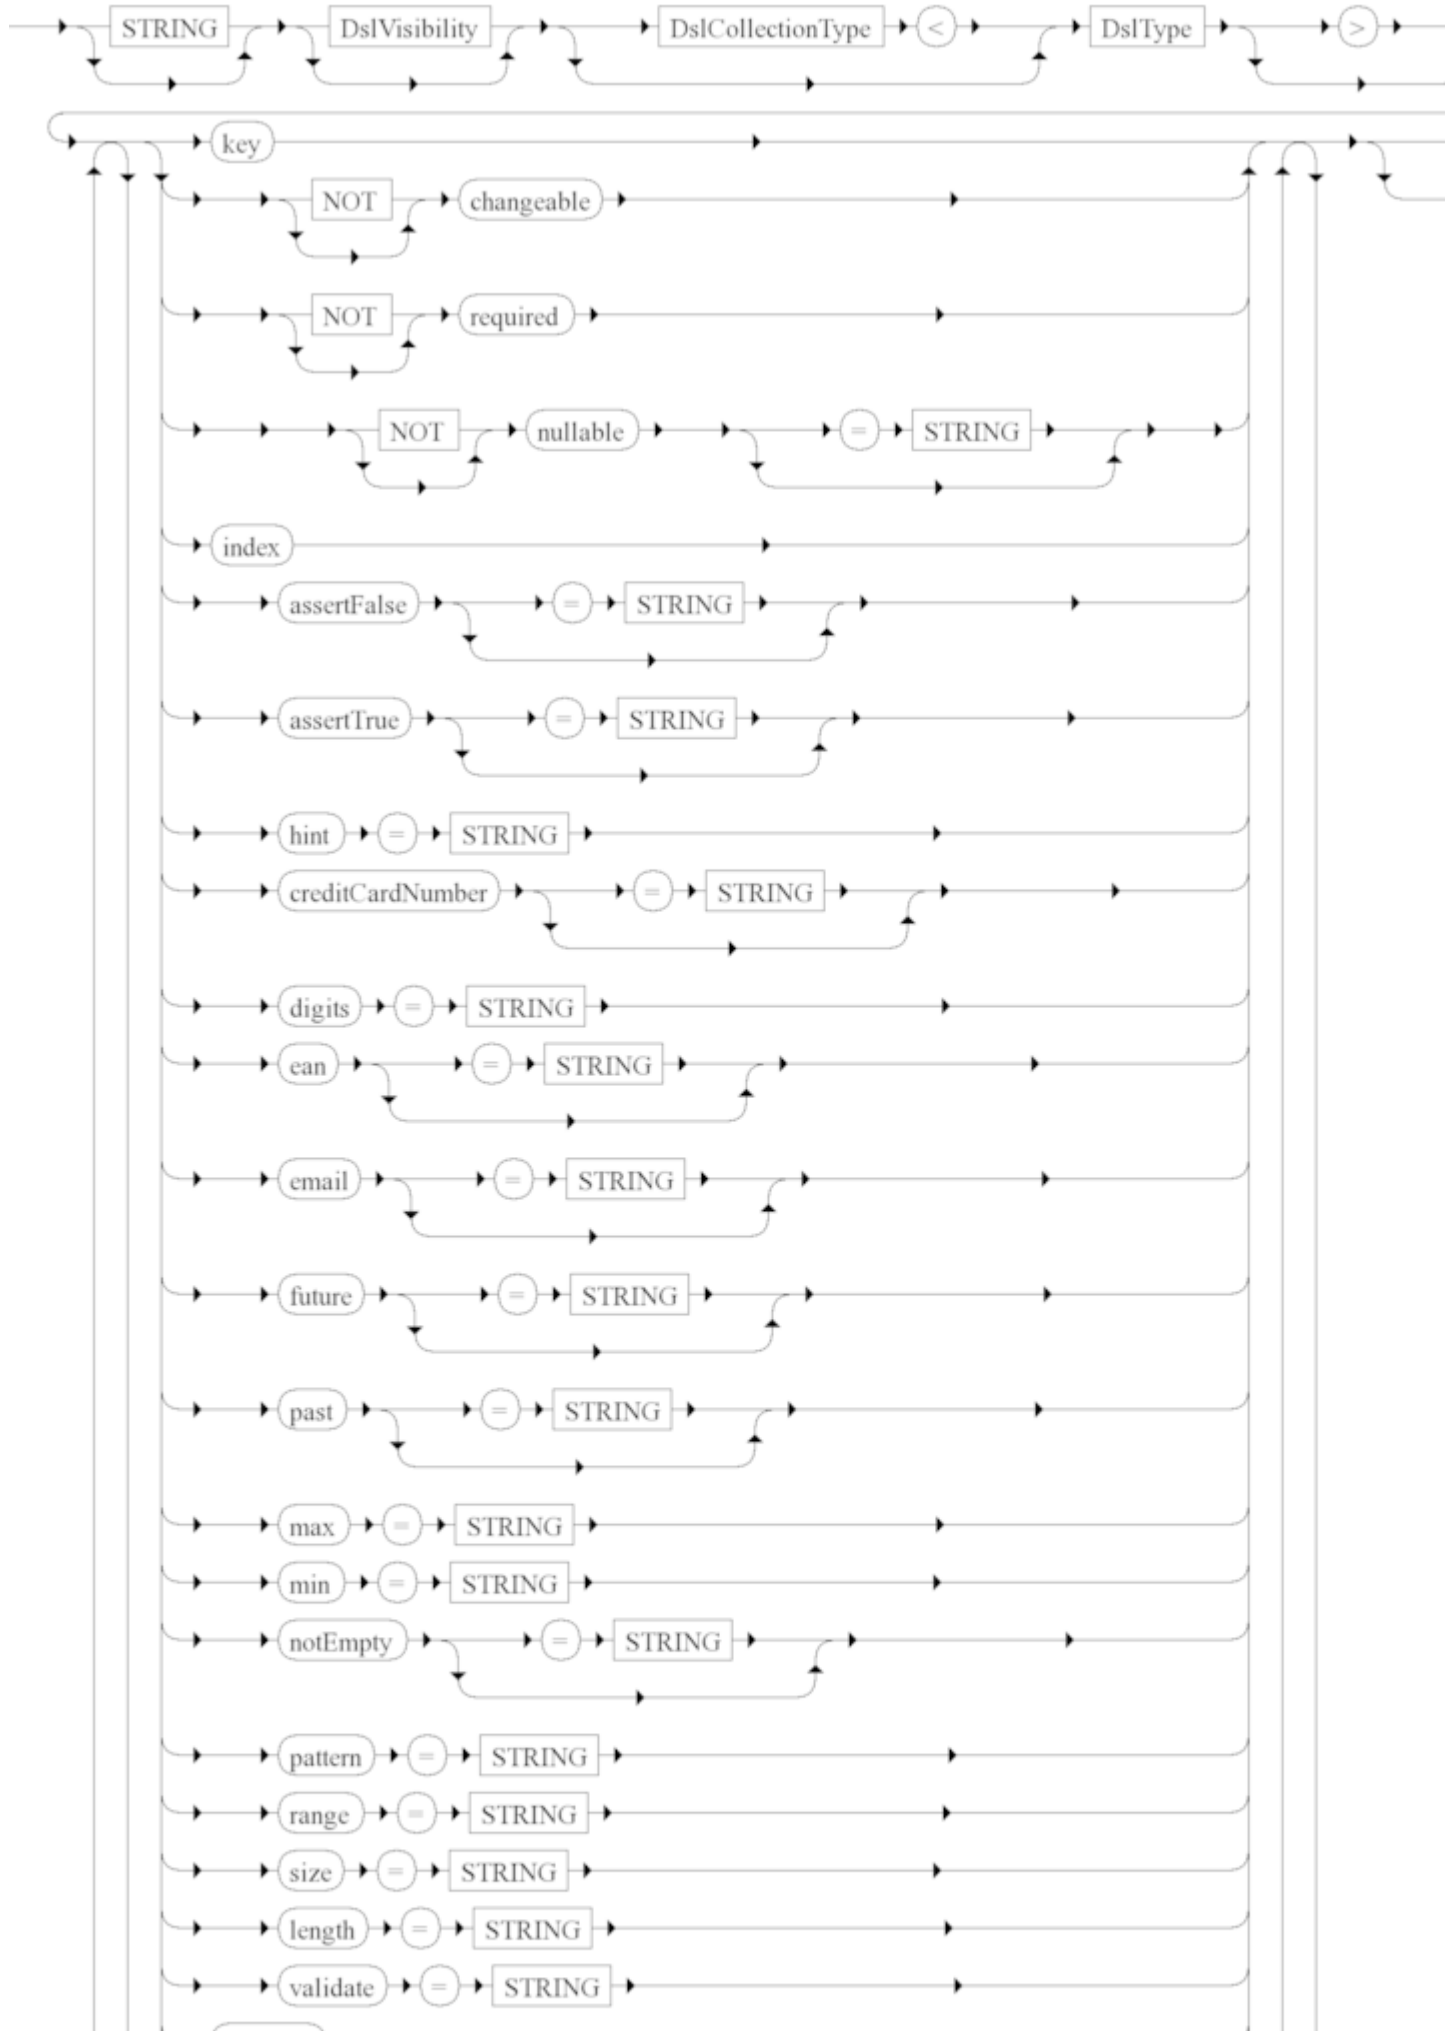 STRING DslVisibility DslCollectionType < DslType >
key
NOT changeable
NOT required
NOT nullable = STRING
index
assertFalse = STRING
assertTrue = STRING
hint = STRING
creditCardNumber = STRING
digits = STRING
ean = STRING
email = STRING
future = STRING
past = STRING
max = STRING
min = STRING
notEmpty = STRING
pattern = STRING
range = STRING
size = STRING
length = STRING
validate = STRING